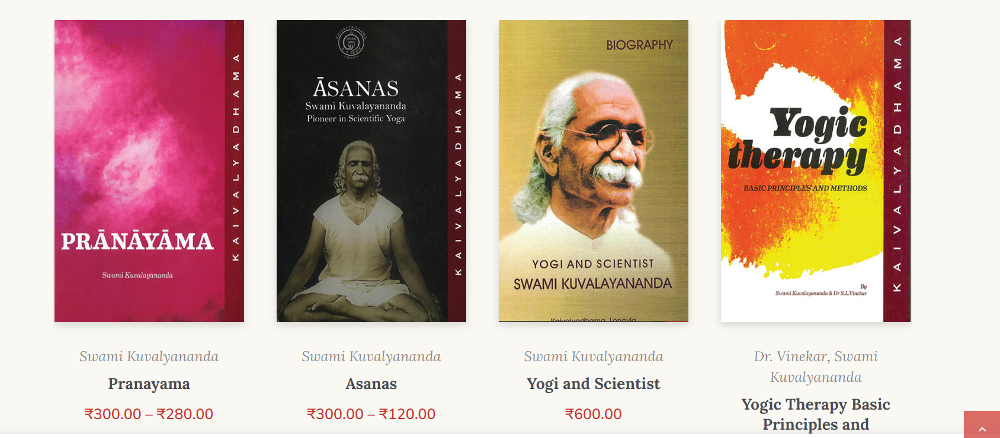 PRĀNĀYĀMA
Swami Kuvalayananda
KAIVALYADHAMA
KAIVALYADHAMA
LONAVLA
ĀSANAS
Swami Kuvalayananda
Pioneer in Scientific Yoga
KAIVALYADHAMA
BIOGRAPHY
YOGI AND SCIENTIST
SWAMI KUVALAYANANDA
Kaivalyadhama, Lonavla
Yogic
therapy
BASIC PRINCIPLES AND METHODS
By
Swami Kuvalayananda & Dr S.L.Vinekar
KAIVALYADHAMA
Swami Kuvalyananda
Pranayama
₹300.00 – ₹280.00
Swami Kuvalyananda
Asanas
₹300.00 – ₹120.00
Swami Kuvalyananda
Yogi and Scientist
₹600.00
Dr. Vinekar, Swami
Kuvalyananda
Yogic Therapy Basic
Principles and